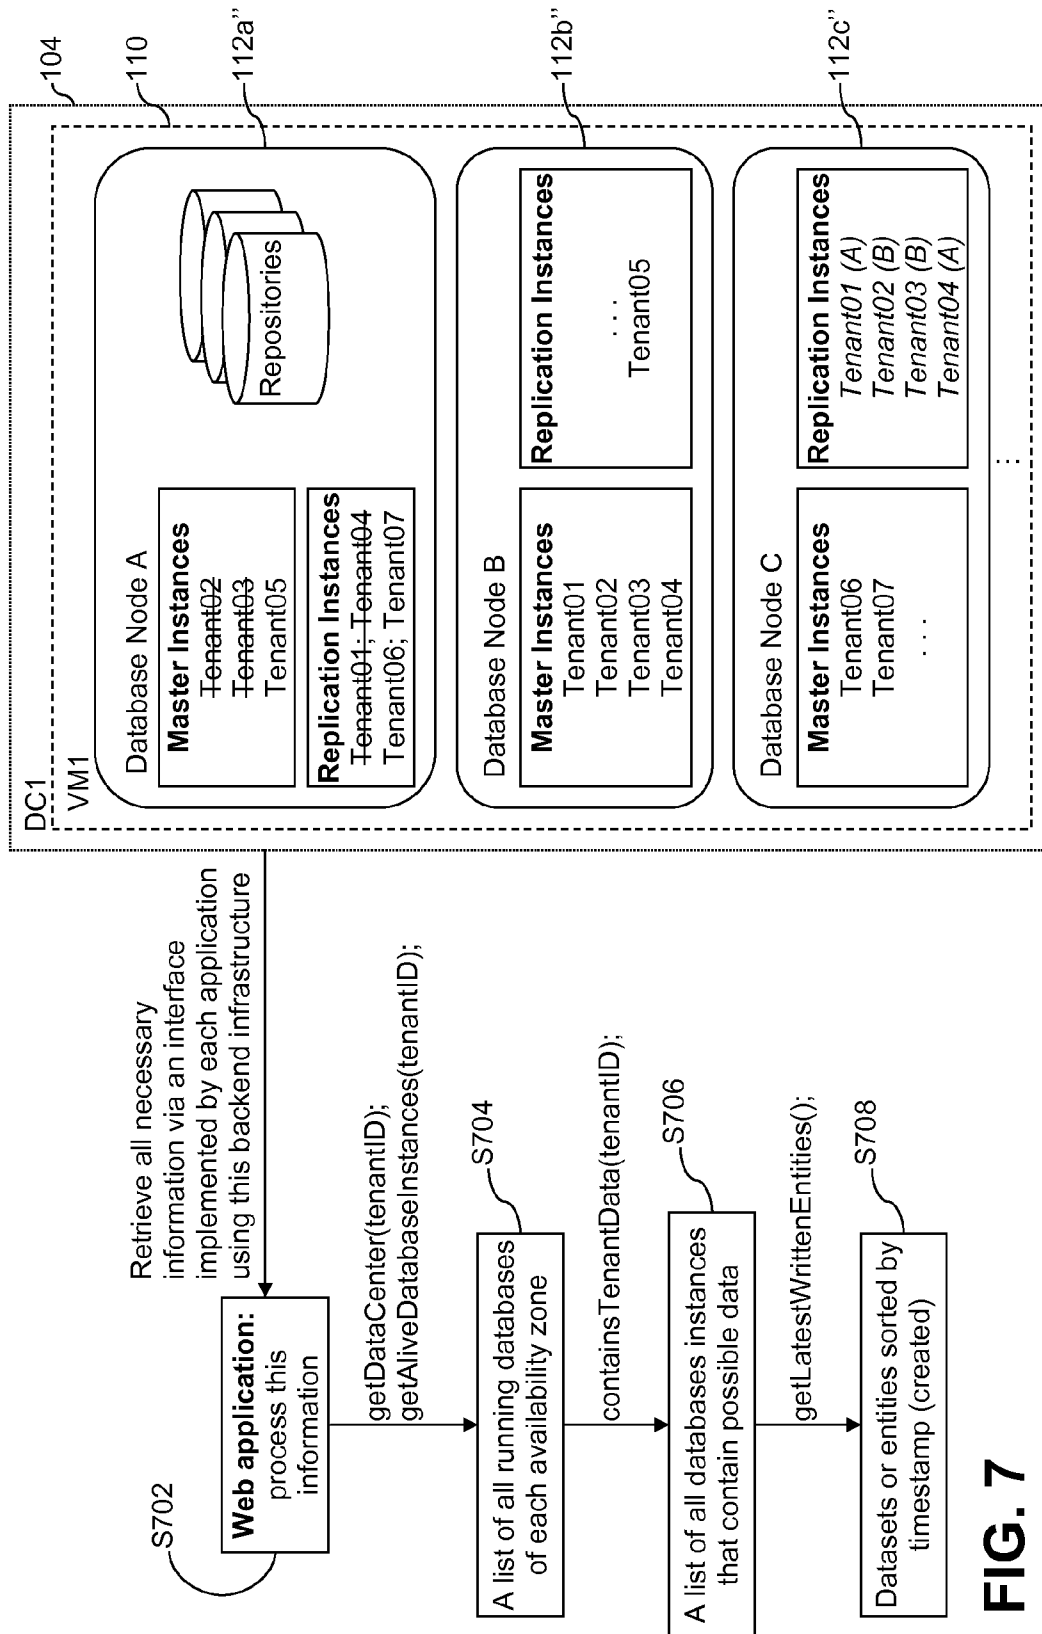 DC1
VM1
104
110
Database Node A
Master Instances
Tenant02
Tenant03
Tenant05
Replication Instances
Tenant01; Tenant04
Tenant06; Tenant07
Repositories
112a"
Database Node B
Master Instances
Tenant01
Tenant02
Tenant03
Tenant04
Replication Instances
. . .
Tenant05
112b"
Database Node C
Master Instances
Tenant06
Tenant07
. . .
Replication Instances
Tenant01 (A)
Tenant02 (B)
Tenant03 (B)
Tenant04 (A)
112c"
...
Retrieve all necessary
information via an interface
implemented by each application
using this backend infrastructure
S702
Web application:
process this
information
getDataCenter(tenantID);
getAliveDatabaseInstances(tenantID);
S704
A list of all running databases
of each availability zone
containsTenantData(tenantID);
S706
A list of all databases instances
that contain possible data
getLatestWrittenEntities();
S708
Datasets or entities sorted by
timestamp (created)
FIG. 7